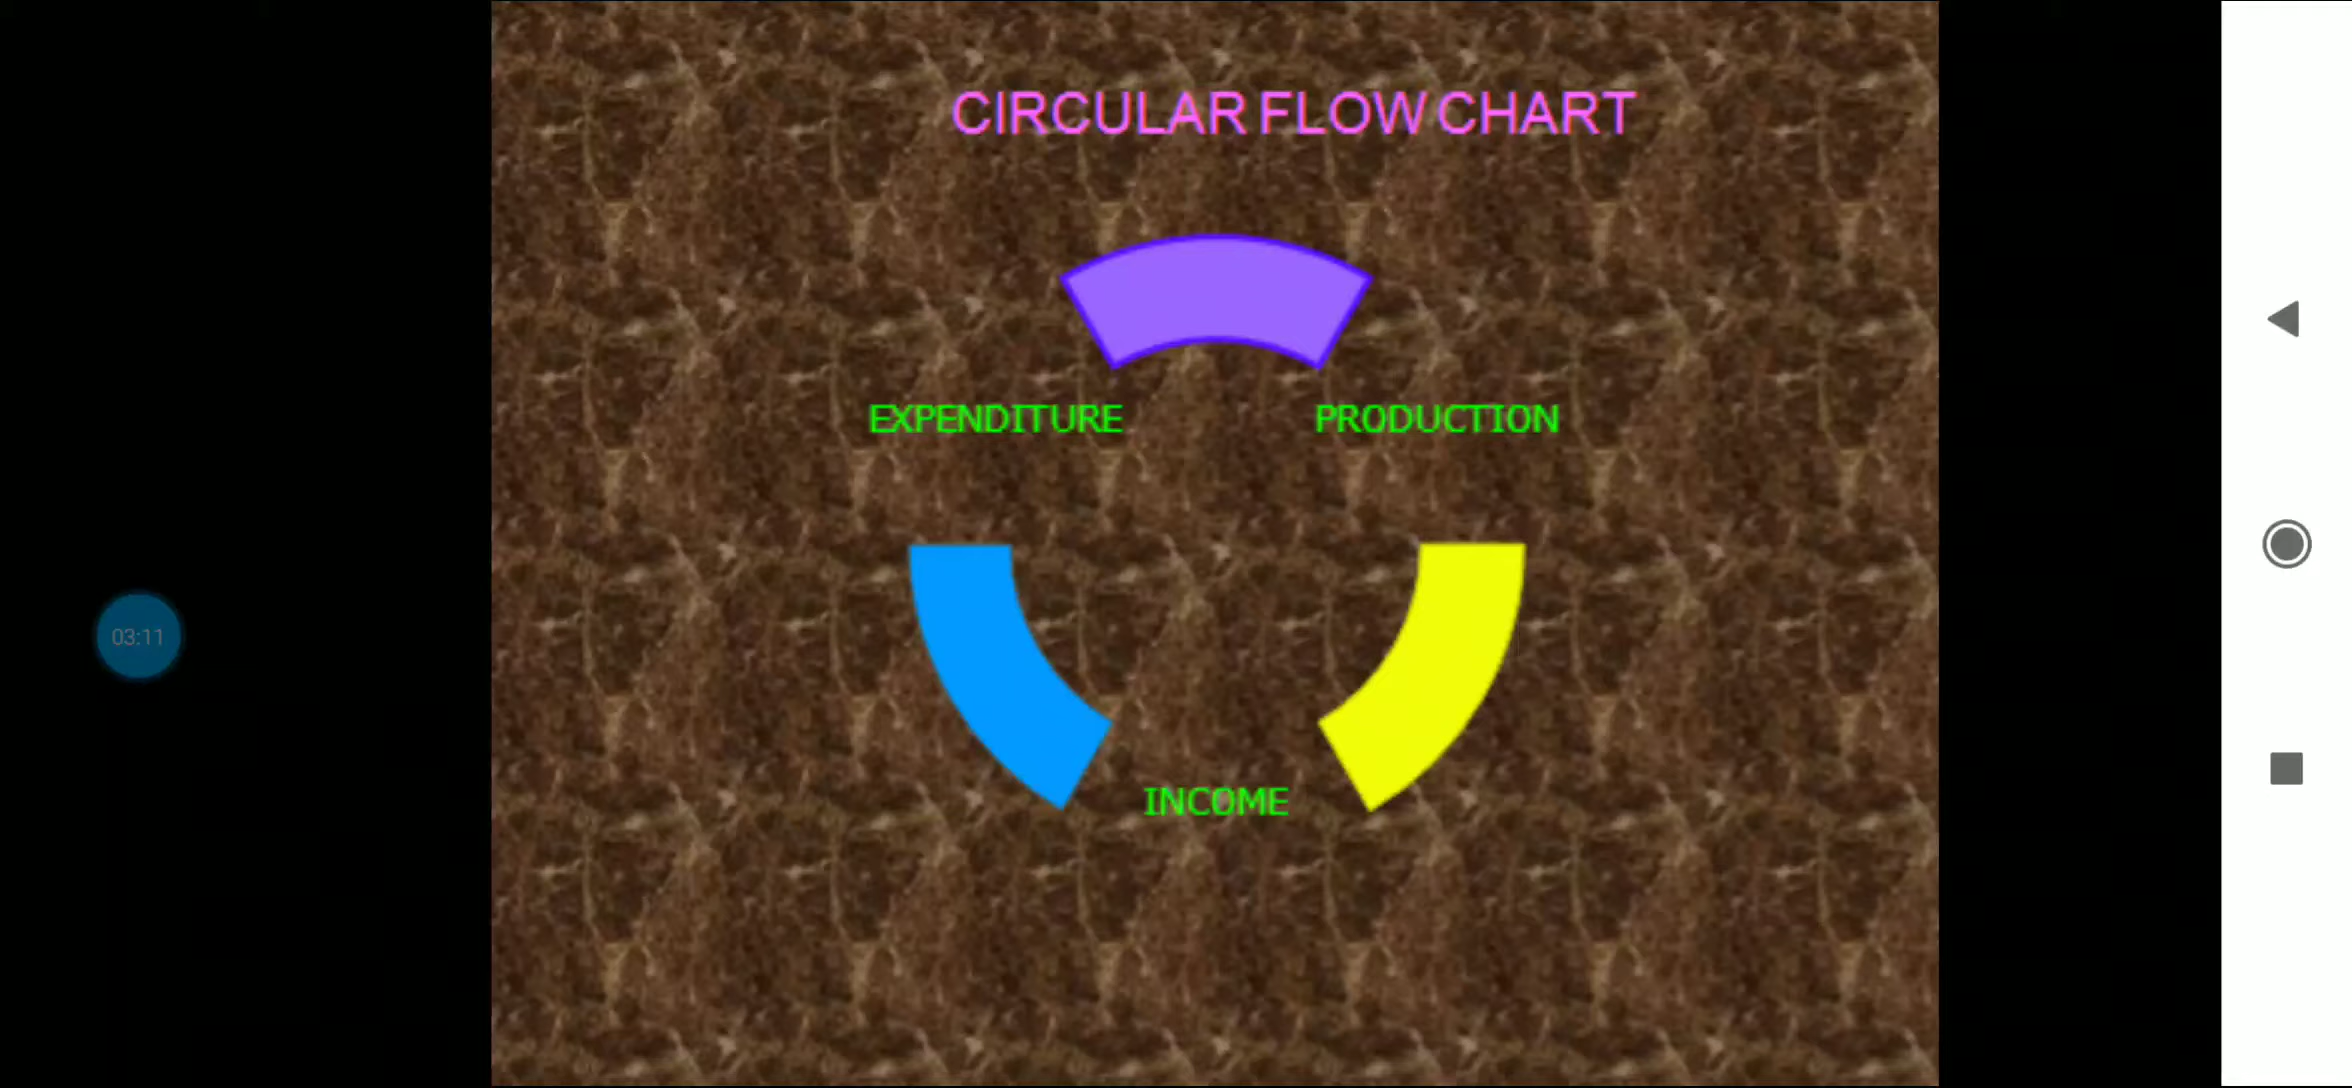 CIRCULAR FLOW CHART
EXPENDITURE
PRODUCTION
03:11
INCOME